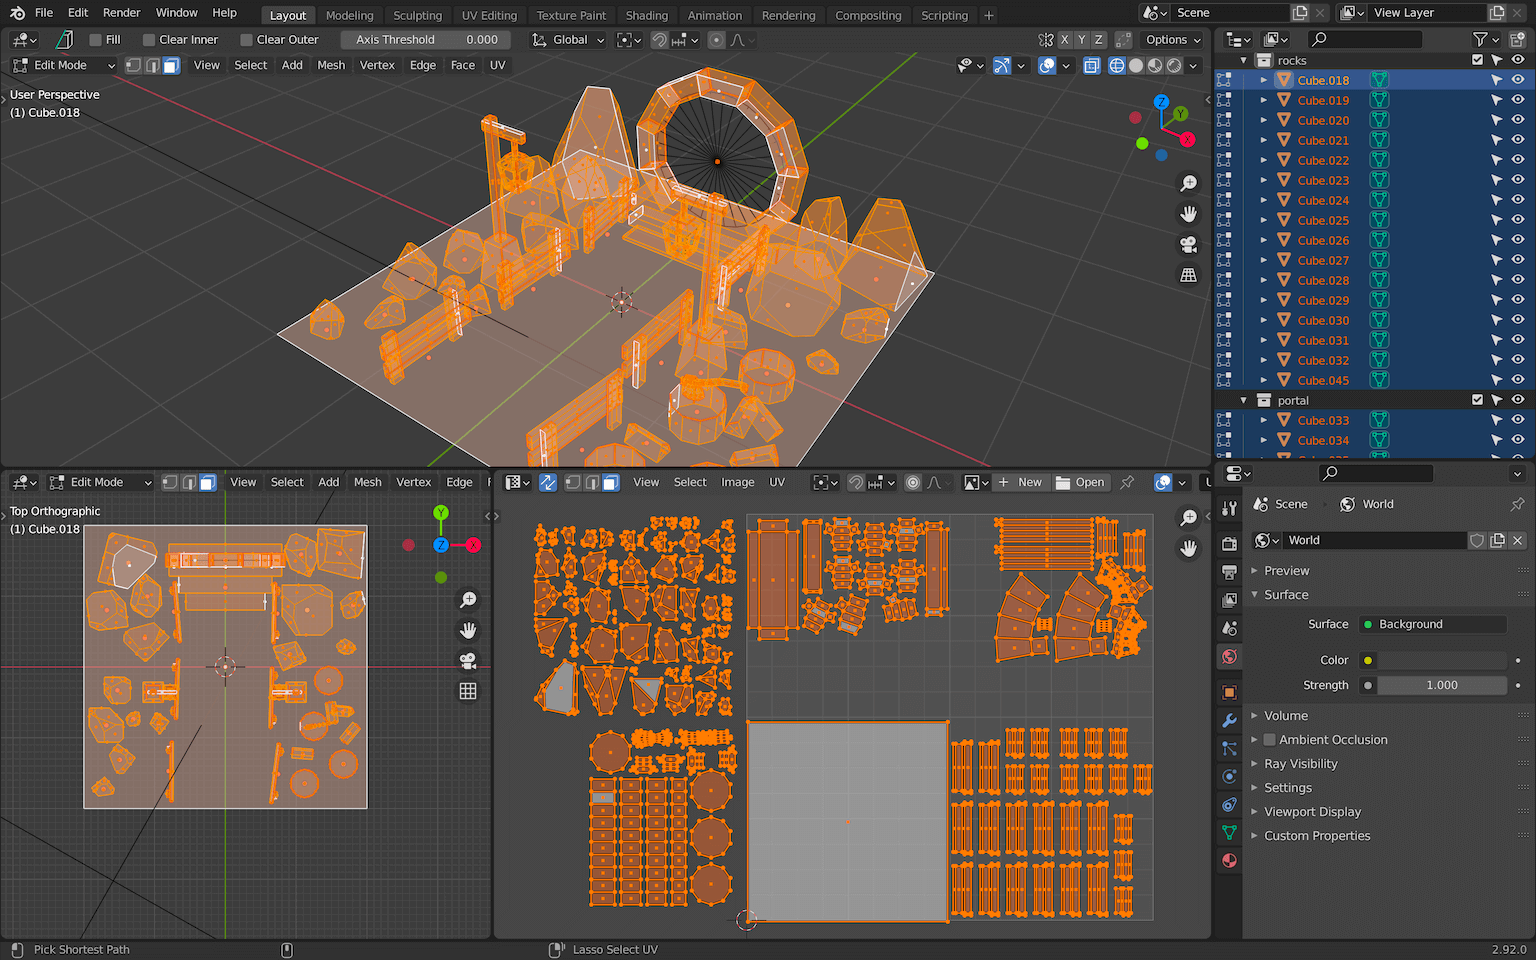 File Edit Render Window Help Layout Modeling Sculpting UV Editing Texture Paint Shading Animation Rendering Compositing Scripting + Scene View Layer
Fill Clear Inner Clear Outer Axis Threshold 0.000 Global X Y Z Options
Edit Mode View Select Add Mesh Vertex Edge Face UV
User Perspective
(1) Cube.018
Z
Y
X
rocks
Cube.018
Cube.019
Cube.020
Cube.021
Cube.022
Cube.023
Cube.024
Cube.025
Cube.026
Cube.027
Cube.028
Cube.029
Cube.030
Cube.031
Cube.032
Cube.045
portal
Cube.033
Cube.034
Edit Mode View Select Add Mesh Vertex Edge F
Top Orthographic
(1) Cube.018
Y
Z
X
View Select Image UV + New Open U
Scene › World
World
Preview
Surface
Surface Background
Color
Strength 1.000
Volume
Ambient Occlusion
Ray Visibility
Settings
Viewport Display
Custom Properties
Pick Shortest Path Lasso Select UV 2.92.0